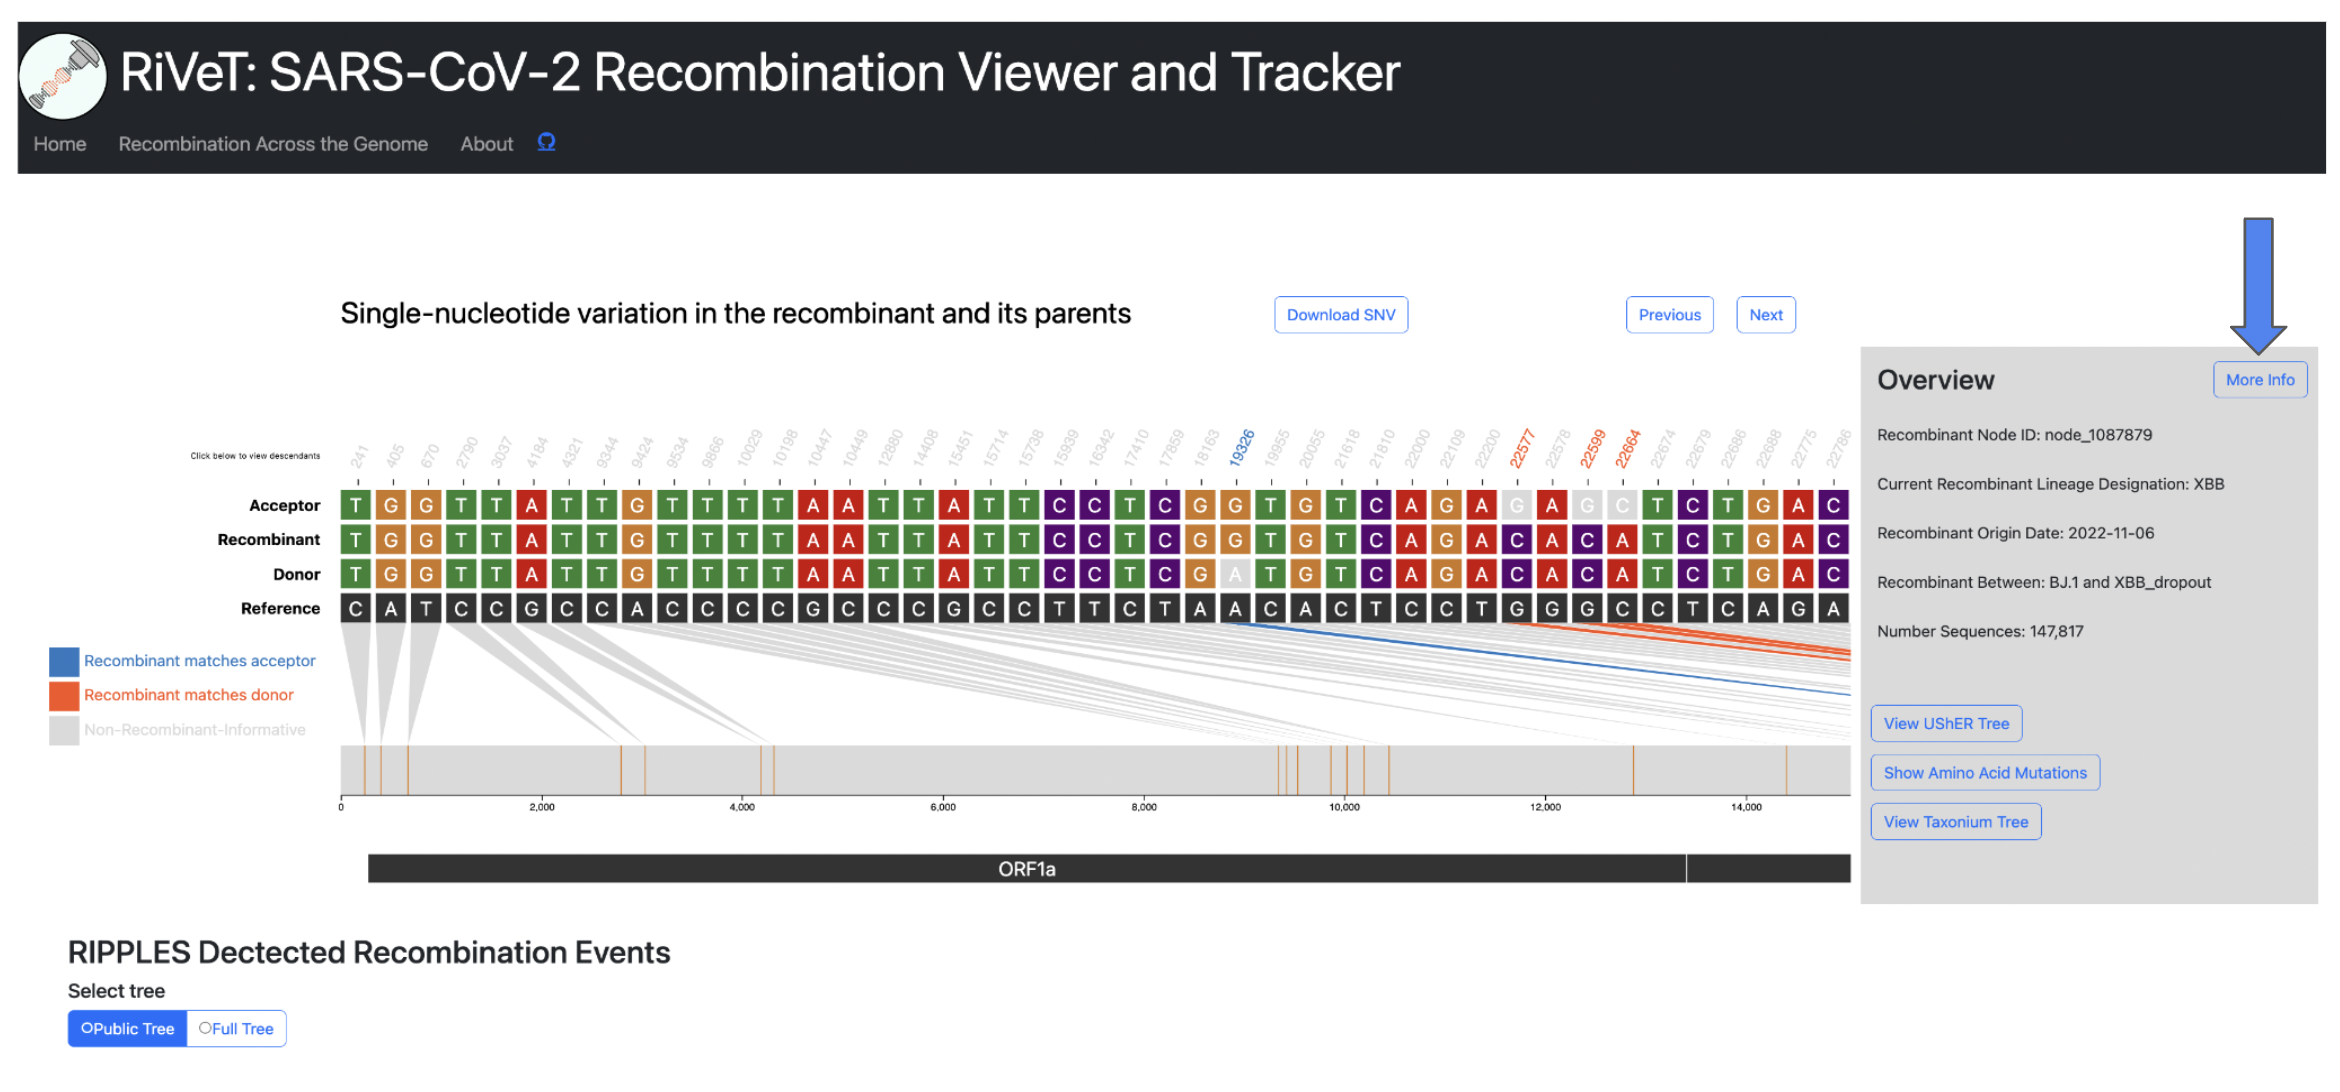 RiVeT: SARS-CoV-2 Recombination Viewer and Tracker
Home Recombination Across the Genome About
Single-nucleotide variation in the recombinant and its parents Download SNV Previous Next
Overview More Info
Recombinant Node ID: node_1087879
Current Recombinant Lineage Designation: XBB
Recombinant Origin Date: 2022-11-06
Recombinant Between: BJ.1 and XBB_dropout
Number Sequences: 147,817
View UShER Tree
Show Amino Acid Mutations
View Taxonium Tree
Click below to view descendants 241 405 670 2790 3037 4184 4321 9344 9424 9534 9866 10029 10198 10447 10449 12880 14408 15451 15714 15738 15939 16342 17410 17859 18163 19326 19955 20055 21618 21810 22000 22109 22200 22577 22578 22599 22664 22674 22679 22686 22688 22775 22786
Acceptor T G G T T A T T G T T T T A A T T A T T C C T C G G T G T C A G A G A G C T C T G A C
Recombinant T G G T T A T T G T T T T A A T T A T T C C T C G G T G T C A G A C A C A T C T G A C
Donor T G G T T A T T G T T T T A A T T A T T C C T C G A T G T C A G A C A C A T C T G A C
Reference C A T C C G C C A C C C C G C C C G C C T T C T A A C A C T C C T G G G C C T C A G A
Recombinant matches acceptor
Recombinant matches donor
Non-Recombinant-Informative
0 2,000 4,000 6,000 8,000 10,000 12,000 14,000
ORF1a
RIPPLES Dectected Recombination Events
Select tree
Public Tree Full Tree